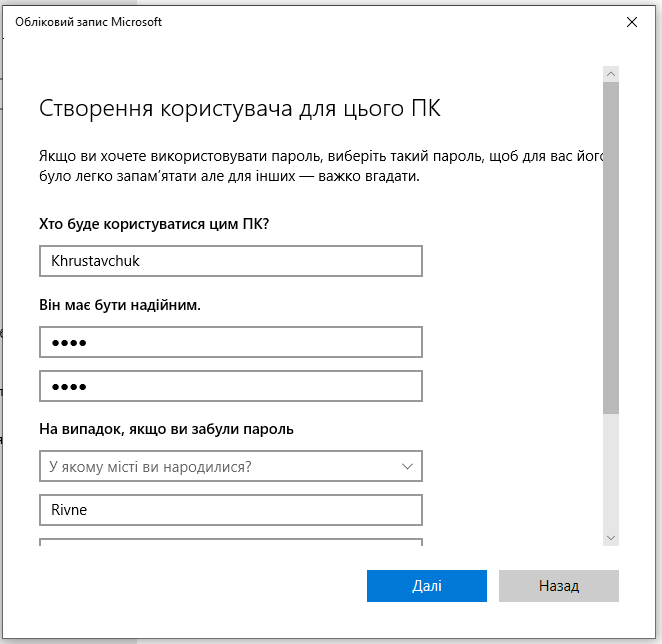 Обліковий запис Microsoft
Створення користувача для цього ПК
Якщо ви хочете використовувати пароль, виберіть такий пароль, щоб для вас його
було легко запам'ятати але для інших — важко вгадати.
Хто буде користуватися цим ПК?
Khrustavchuk
Він має бути надійним.
●●●●
●●●●
На випадок, якщо ви забули пароль
У якому місті ви народилися?
Rivne
Далі
Назад